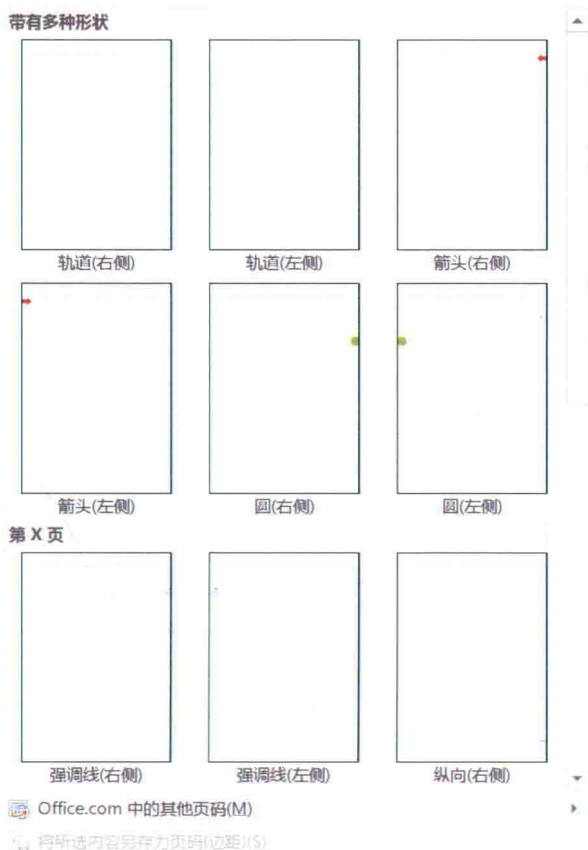 带有多种形状
轨道(右侧) 轨道(左侧) 箭头(右侧)
箭头(左侧) 圆(右侧) 圆(左侧)
第 X 页
强调线(右侧) 强调线(左侧) 纵向(右侧)
Office.com 中的其他页码(M)
将所选内容另存为页码(边距)(S)